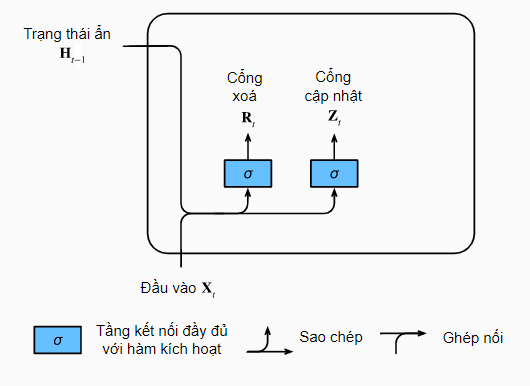 Trạng thái ẩn
H_{t−1}
Cổng
xoá
R_t
Cổng
cập nhật
Z_t
σ
σ
Đầu vào X_t
σ
Tầng kết nối đầy đủ
với hàm kích hoạt
Sao chép
Ghép nối